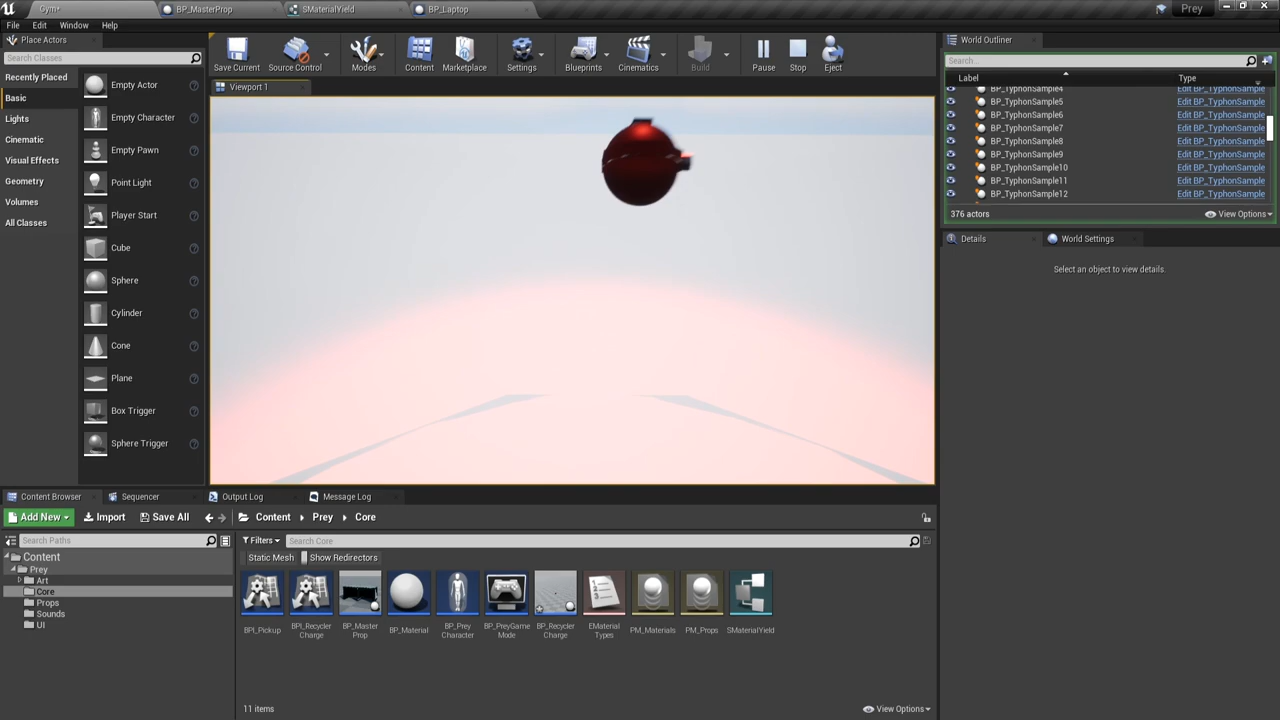 Gym*
BP_MasterProp
SMaterialYield
BP_Laptop
Prey
File
Edit
Window
Help
Place Actors
Search Classes
Recently Placed
Basic
Lights
Cinematic
Visual Effects
Geometry
Volumes
All Classes
Empty Actor
Empty Character
Empty Pawn
Point Light
Player Start
Cube
Sphere
Cylinder
Cone
Plane
Box Trigger
Sphere Trigger
Save Current
Source Control
Modes
Content
Marketplace
Settings
Blueprints
Cinematics
Build
Pause
Stop
Eject
Viewport 1
World Outliner
Search...
Label
Type
BP_TyphonSample4 Edit BP_TyphonSample
BP_TyphonSample5 Edit BP_TyphonSample
BP_TyphonSample6 Edit BP_TyphonSample
BP_TyphonSample7 Edit BP_TyphonSample
BP_TyphonSample8 Edit BP_TyphonSample
BP_TyphonSample9 Edit BP_TyphonSample
BP_TyphonSample10 Edit BP_TyphonSample
BP_TyphonSample11 Edit BP_TyphonSample
BP_TyphonSample12 Edit BP_TyphonSample
376 actors
View Options
Details
World Settings
Select an object to view details.
Content Browser
Sequencer
Output Log
Message Log
Add New
Import
Save All
Content
Prey
Core
Search Paths
Filters
Search Core
Static Mesh
Show Redirectors
Content
Prey
Art
Core
Props
Sounds
UI
BPI_Pickup
BPI_Recycler
Charge
BP_Master
Prop
BP_Material
BP_Prey
Character
BP_PreyGame
Mode
BP_Recycler
Charge
EMaterial
Types
PM_Materials
PM_Props
SMaterialYield
11 items
View Options